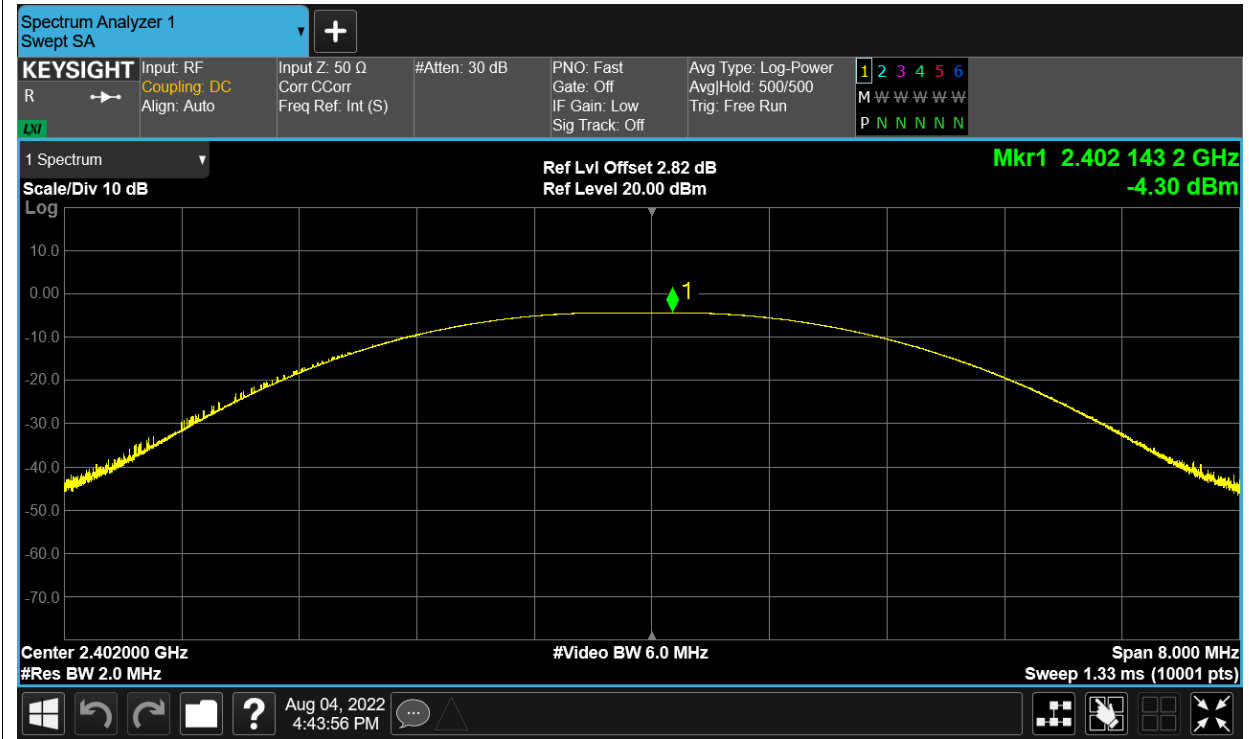 Spectrum Analyzer 1
Swept SA
+
KEYSIGHT
R
LXI
Input: RF
Coupling: DC
Align: Auto
Input Z: 50 Ω
Corr CCorr
Freq Ref: Int (S)
#Atten: 30 dB
PNO: Fast
Gate: Off
IF Gain: Low
Sig Track: Off
Avg Type: Log-Power
Avg|Hold: 500/500
Trig: Free Run
1 2 3 4 5 6
M W W W W W
P N N N N N
1 Spectrum
Scale/Div 10 dB
Log
Ref Lvl Offset 2.82 dB
Ref Level 20.00 dBm
Mkr1 2.402 143 2 GHz
-4.30 dBm
10.0
0.00
1
-10.0
-20.0
-30.0
-40.0
-50.0
-60.0
-70.0
Center 2.402000 GHz
#Video BW 6.0 MHz
Span 8.000 MHz
#Res BW 2.0 MHz
Sweep 1.33 ms (10001 pts)
?
Aug 04, 2022
4:43:56 PM